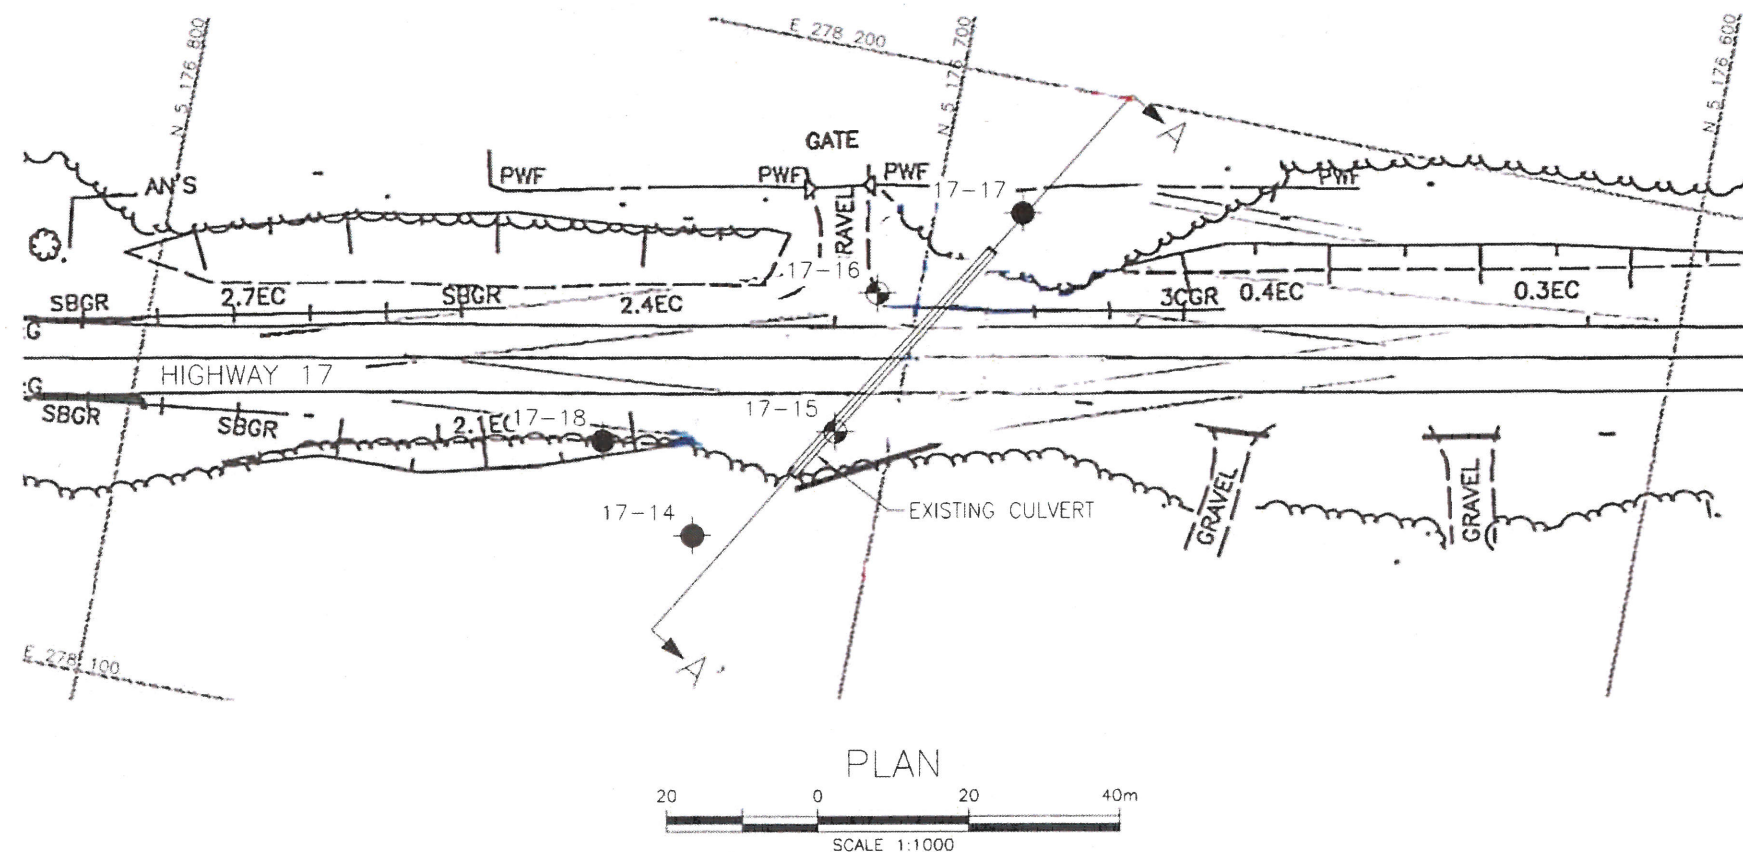 E 278 200
N 5 176 800
N 5 176 700
N 5 176 600
A
GATE
AN'S
PWF
PWF
PWF
PWF
17-17
RAVEL
17-16
SBGR
2.7EC
SBGR
2.4EC
3CGR
0.4EC
0.3EC
G
HIGHWAY 17
G
SBGR
SBGR
17-18
17-15
17-14
EXISTING CULVERT
GRAVEL
GRAVEL
E 278 100
A'
PLAN
20 0 20 40m
SCALE 1:1000